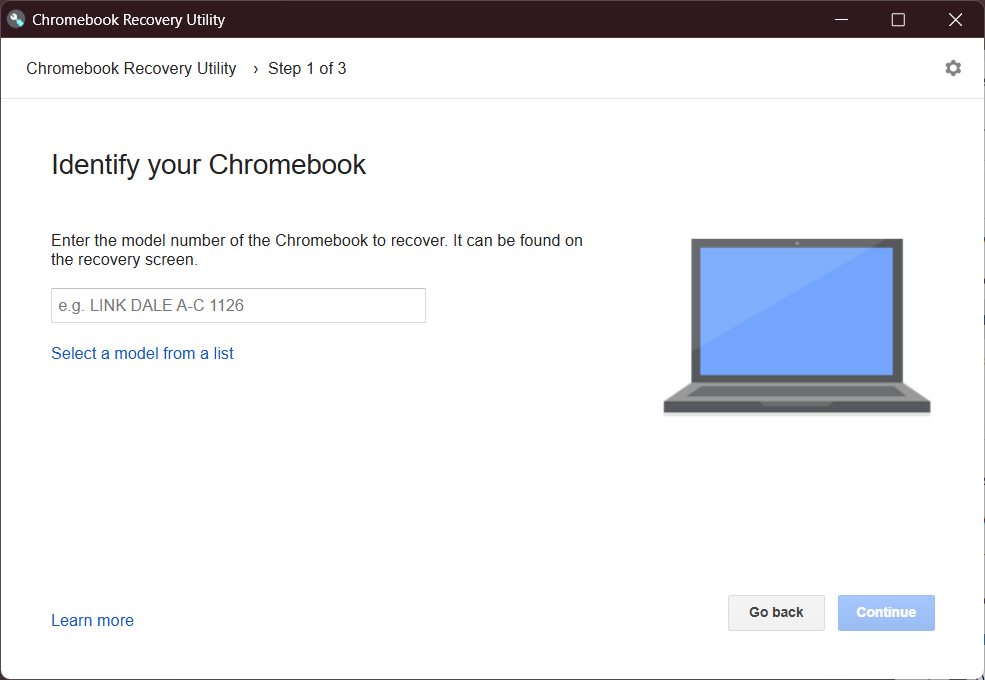 Chromebook Recovery Utility
Chromebook Recovery Utility › Step 1 of 3
Identify your Chromebook
Enter the model number of the Chromebook to recover. It can be found on
the recovery screen.
e.g. LINK DALE A-C 1126
Select a model from a list
Learn more
Go back
Continue